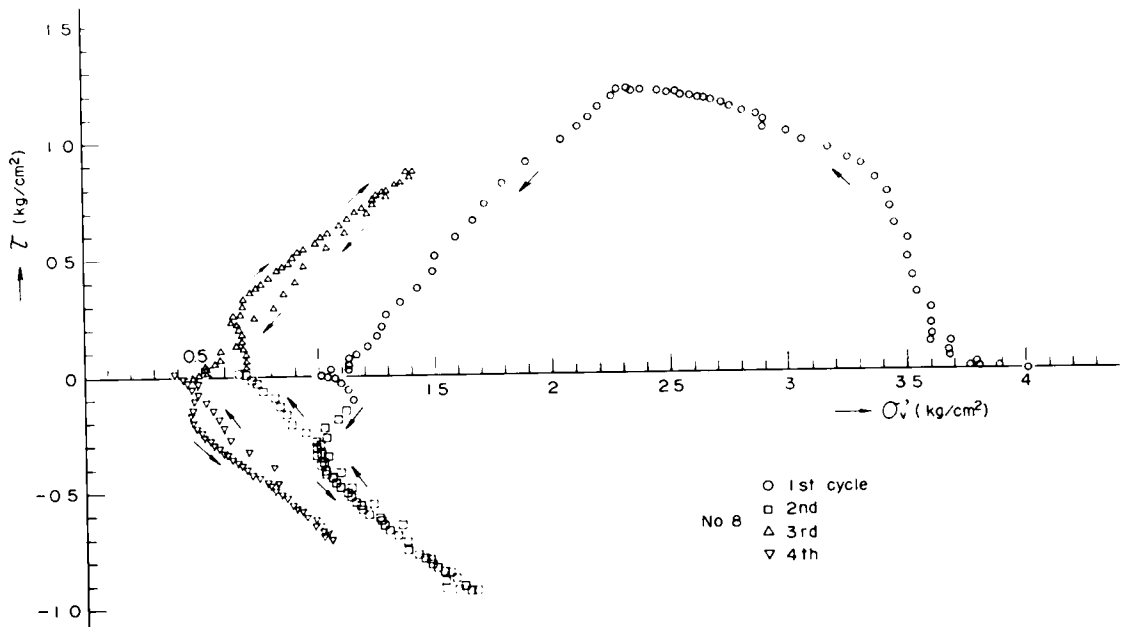 1 5
τ (kg/cm²)
1 0
0 5
0
-0 5
-1 0
0.5
1
1 5
2
2 5
3
3 5
4
σv' (kg/cm²)
No 8
○ 1st cycle
□ 2nd
△ 3rd
▽ 4th